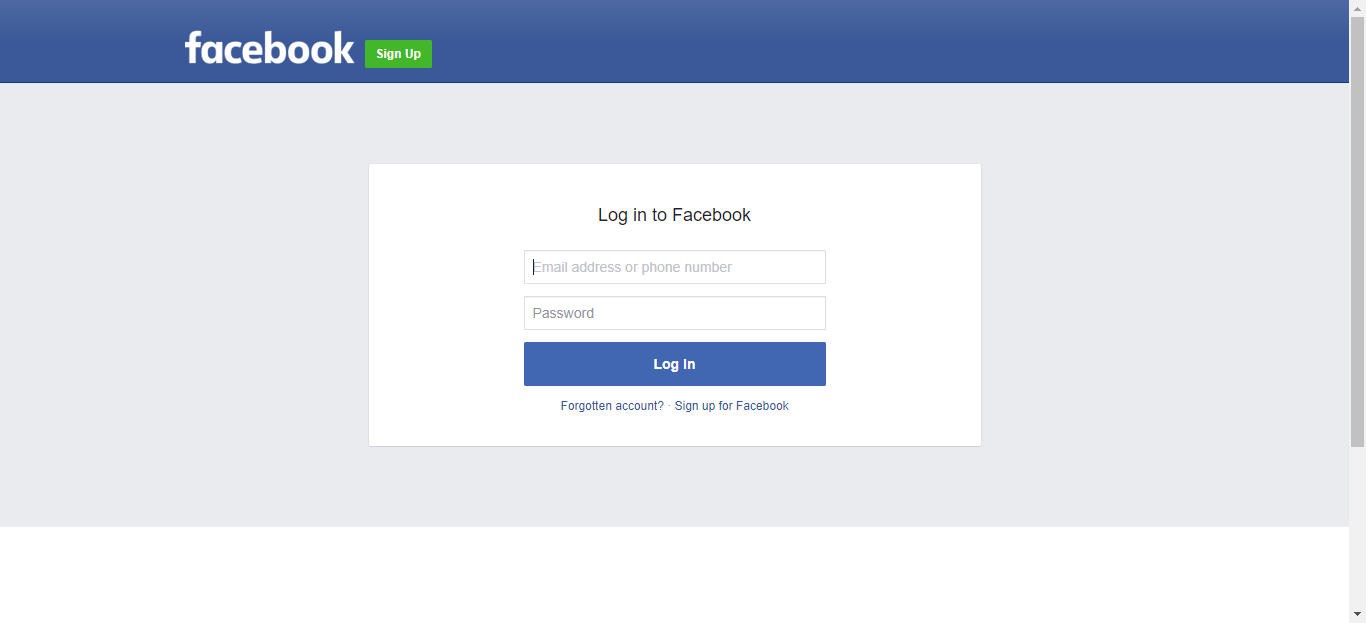 facebook
Sign Up
Log in to Facebook
Email address or phone number
Password
Log In
Forgotten account? · Sign up for Facebook